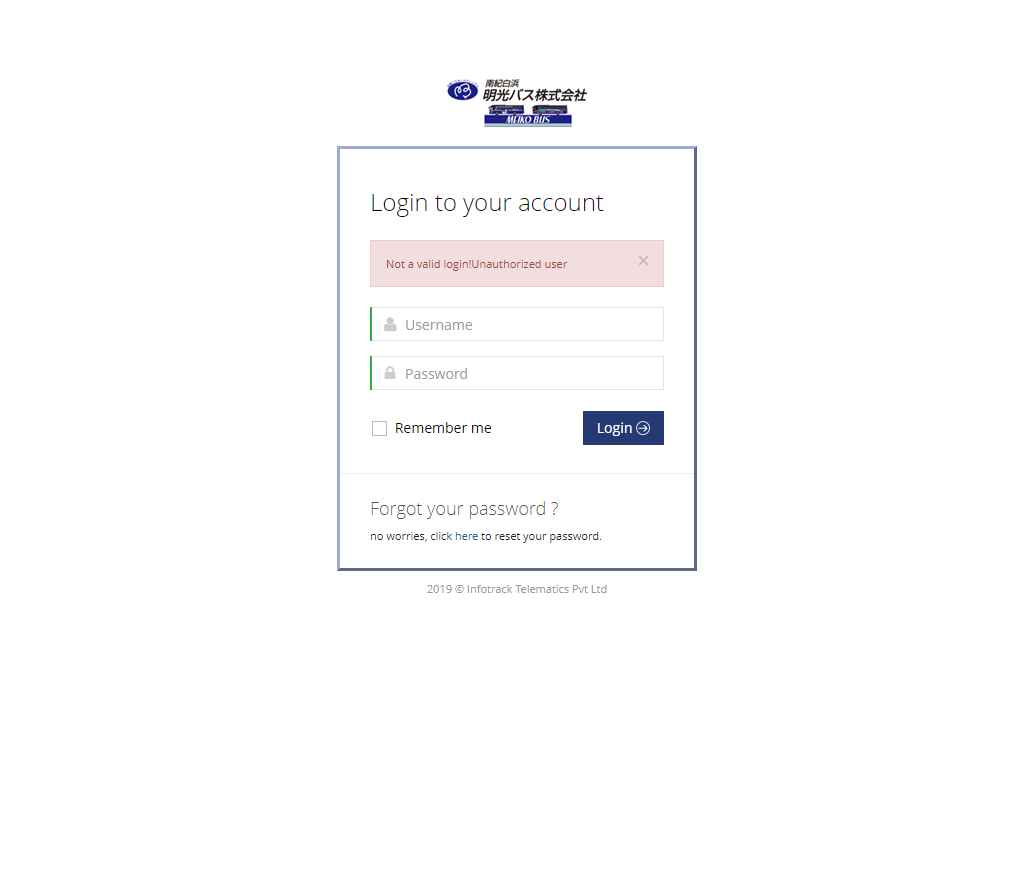 南紀白浜
明光バス株式会社
MEIKO BUS
Login to your account
Not a valid login!Unauthorized user
×
Username
Password
Remember me
Login
Forgot your password ?
no worries, click here to reset your password.
2019 © Infotrack Telematics Pvt Ltd